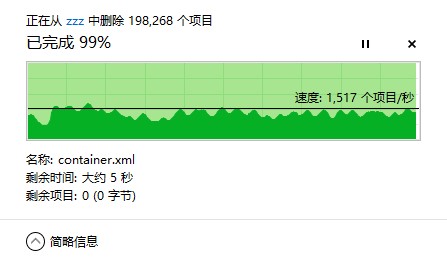 正在从 zzz 中删除 198,268 个项目
已完成 99%
速度: 1,517 个项目/秒
名称: container.xml
剩余时间: 大约 5 秒
剩余项目: 0 (0 字节)
简略信息